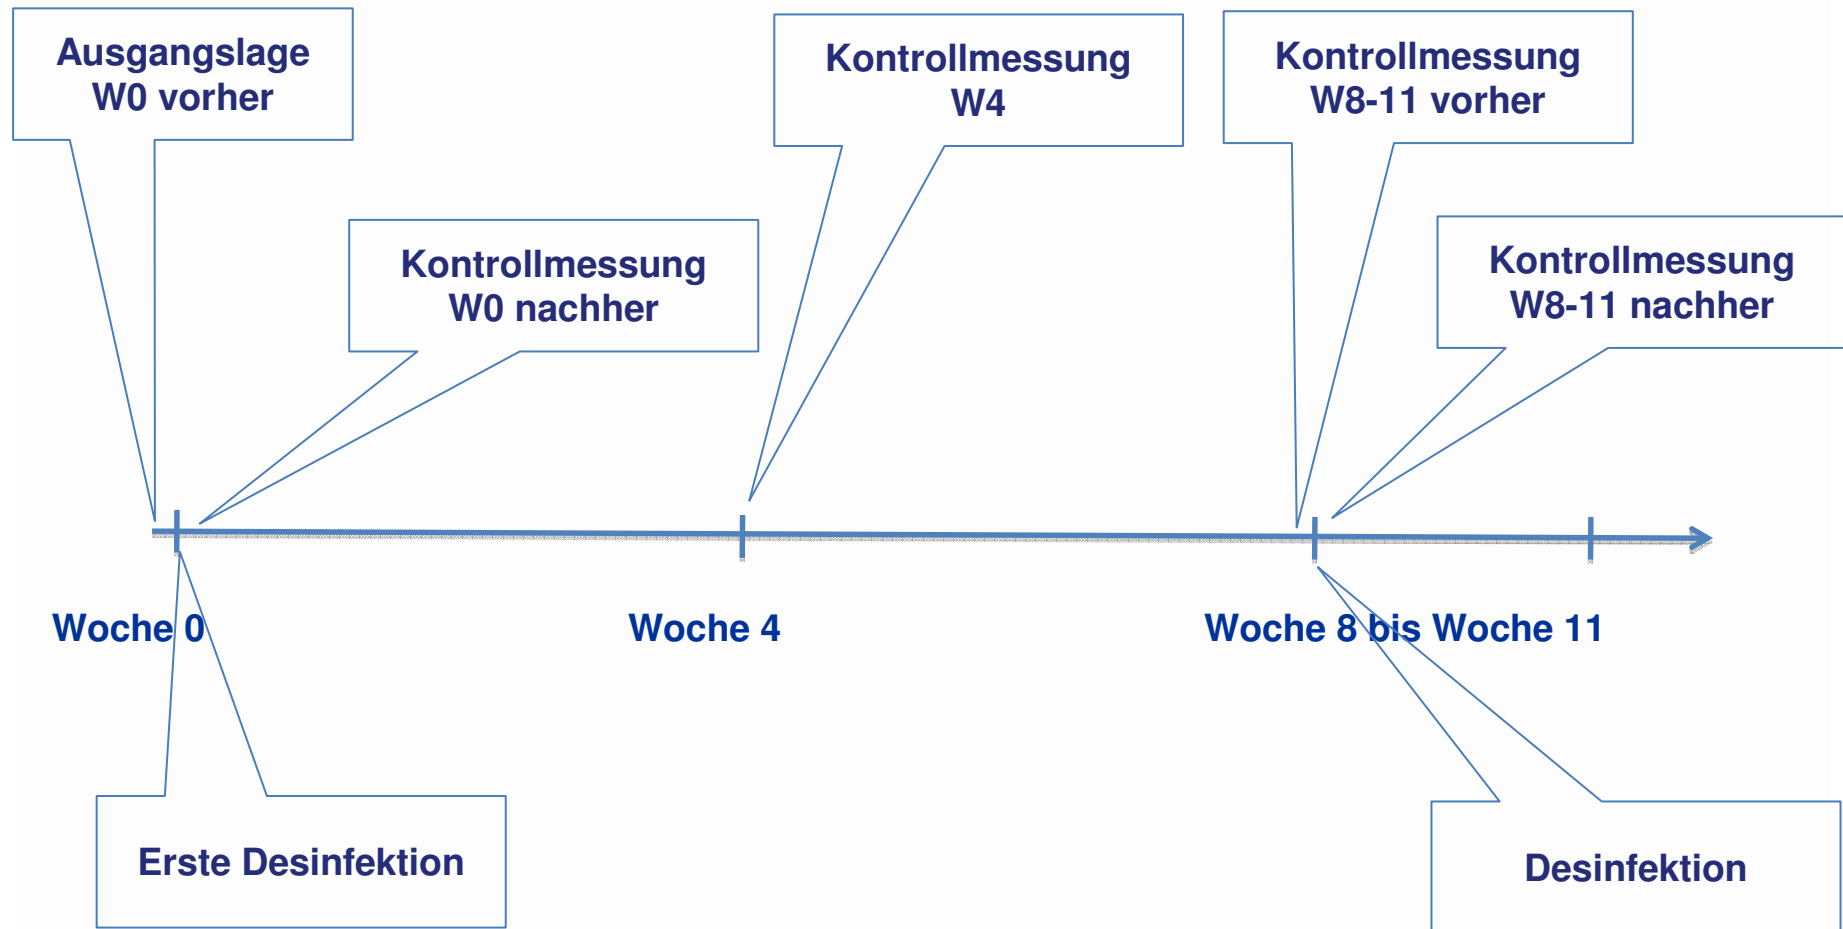 Ausgangslage
W0 vorher
Kontrollmessung
W4
Kontrollmessung
W8-11 vorher
Kontrollmessung
W0 nachher
Kontrollmessung
W8-11 nachher
Woche 0
Woche 4
Woche 8 bis Woche 11
Erste Desinfektion
Desinfektion